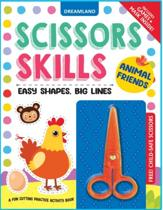 DREAMLAND
SCISSORS
SKILLS
EASY SHAPES, BIG LINES
ANIMAL
FRIENDS
FREE! CHILD-SAFE SCISSORS
A FUN CUTTING PRACTICE ACTIVITY BOOK